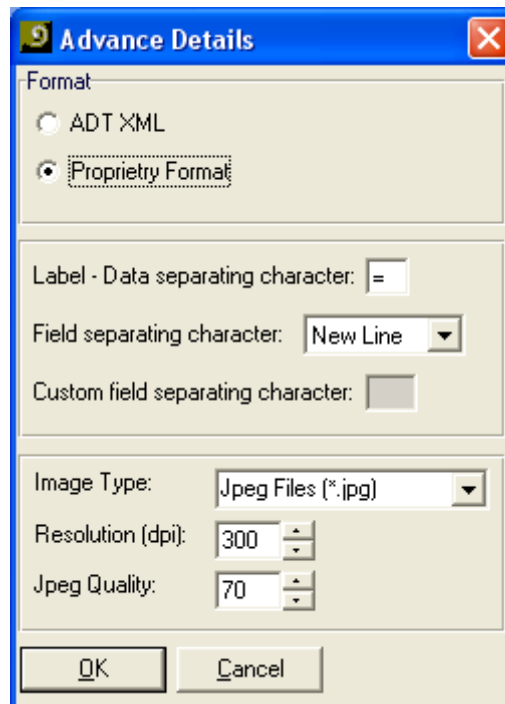 Advance Details
Format
ADT XML
Proprietry Format
Label - Data separating character: =
Field separating character: New Line
Custom field separating character:
Image Type: Jpeg Files (*.jpg)
Resolution (dpi): 300
Jpeg Quality: 70
OK Cancel